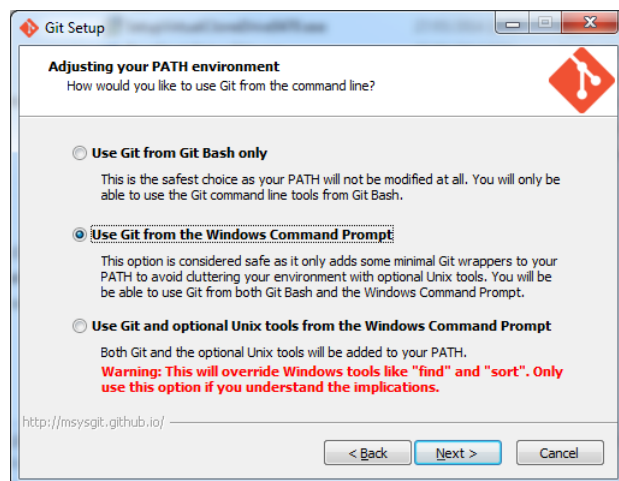 Git Setup
Adjusting your PATH environment
How would you like to use Git from the command line?
Use Git from Git Bash only
This is the safest choice as your PATH will not be modified at all. You will only be
able to use the Git command line tools from Git Bash.
Use Git from the Windows Command Prompt
This option is considered safe as it only adds some minimal Git wrappers to your
PATH to avoid cluttering your environment with optional Unix tools. You will be
be able to use Git from both Git Bash and the Windows Command Prompt.
Use Git and optional Unix tools from the Windows Command Prompt
Both Git and the optional Unix tools will be added to your PATH.
Warning: This will override Windows tools like "find" and "sort". Only
use this option if you understand the implications.
http://msysgit.github.io/
< Back Next > Cancel